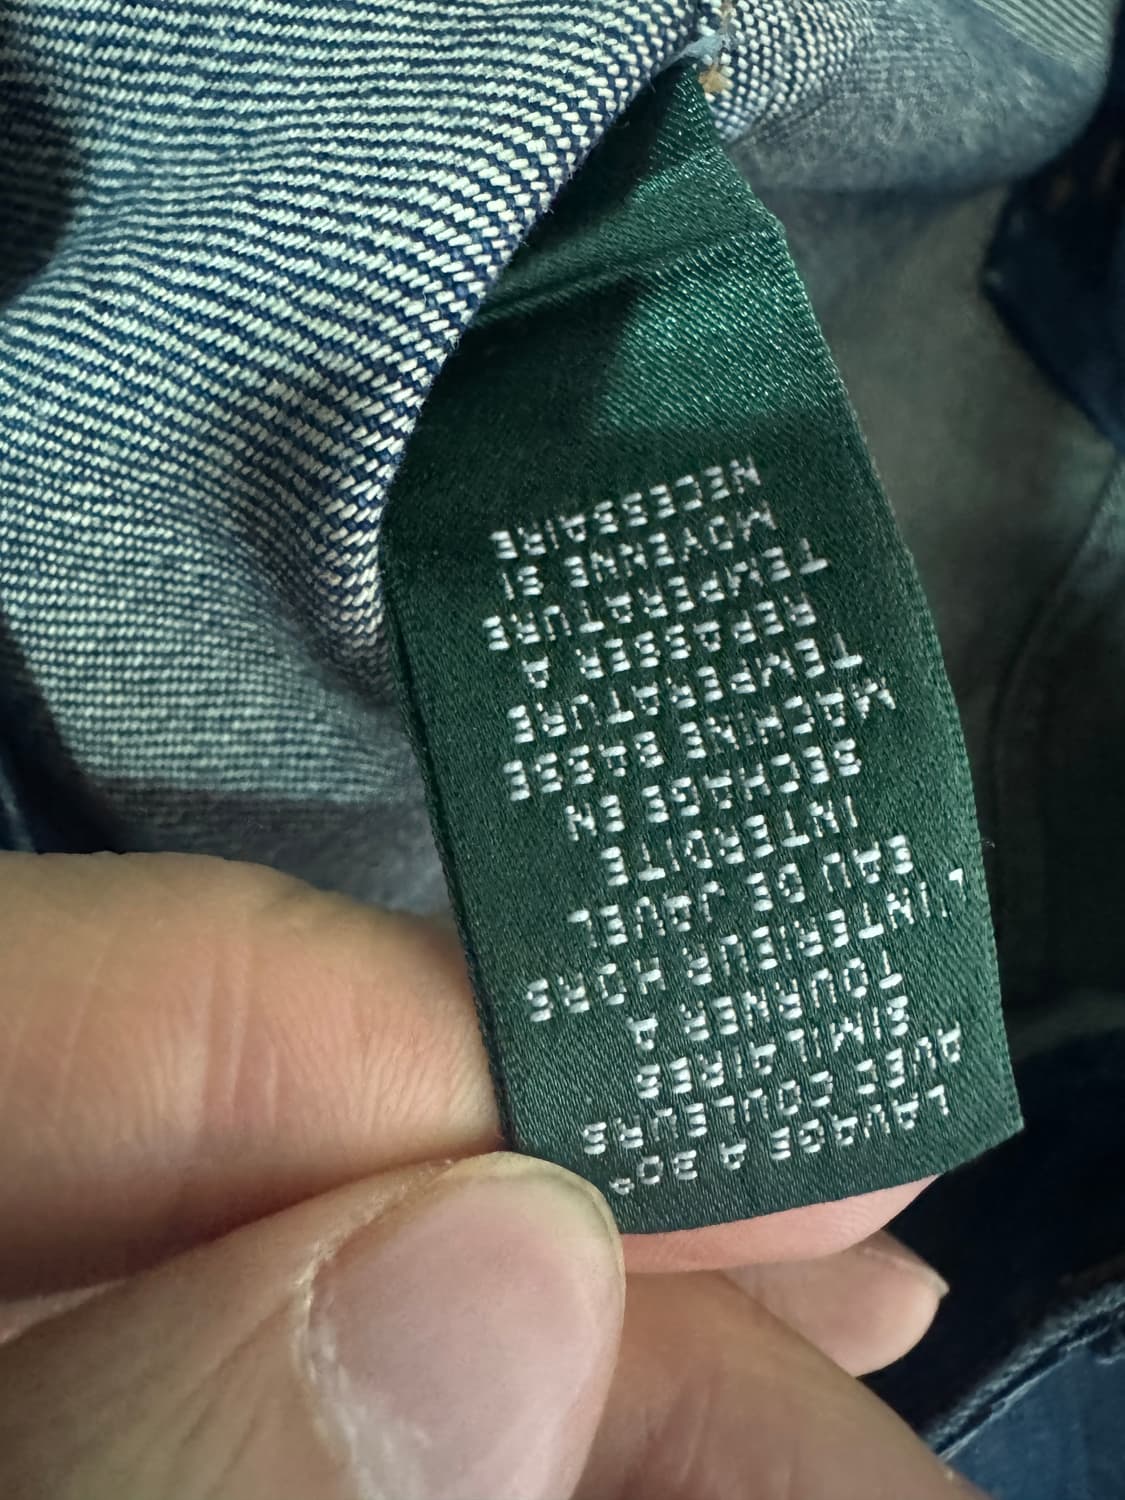 LAVAGE A 30°
AVEC COULEURS
SIMILAIRES
TOURNER A
L'INTERIEUR HORS
EAU DE JAVEL
INTERDITE
SECHAGE EN
MACHINE BASSE
TEMPERATURE
REPASSER A
TEMPERATURE
MOYENNE SI
NECESSAIRE